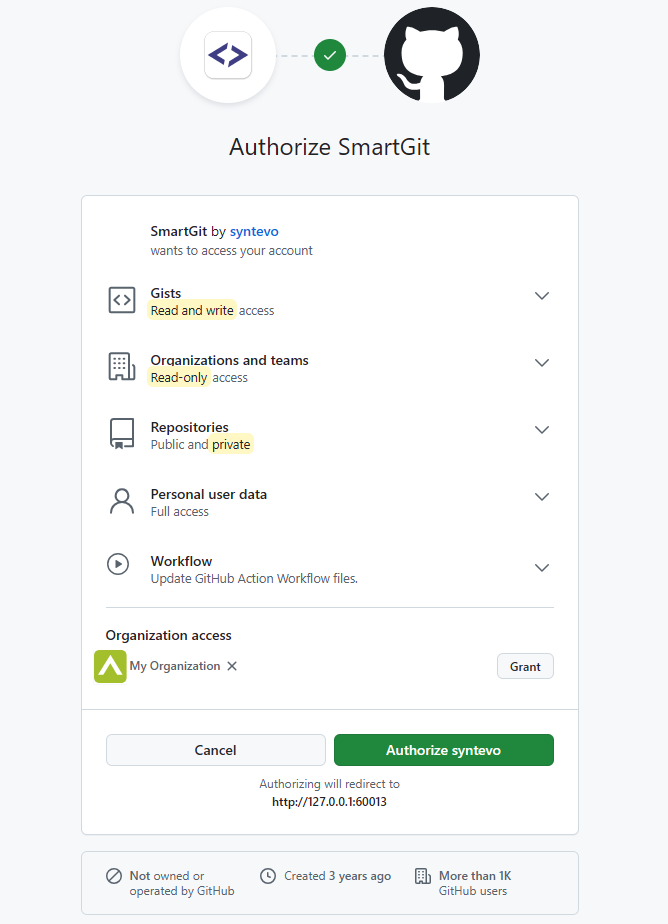 Authorize SmartGit
SmartGit by syntevo
wants to access your account
Gists
Read and write access
Organizations and teams
Read-only access
Repositories
Public and private
Personal user data
Full access
Workflow
Update GitHub Action Workflow files.
Organization access
My Organization
Grant
Cancel
Authorize syntevo
Authorizing will redirect to
http://127.0.0.1:60013
Not owned or
operated by GitHub
Created 3 years ago
More than 1K
GitHub users